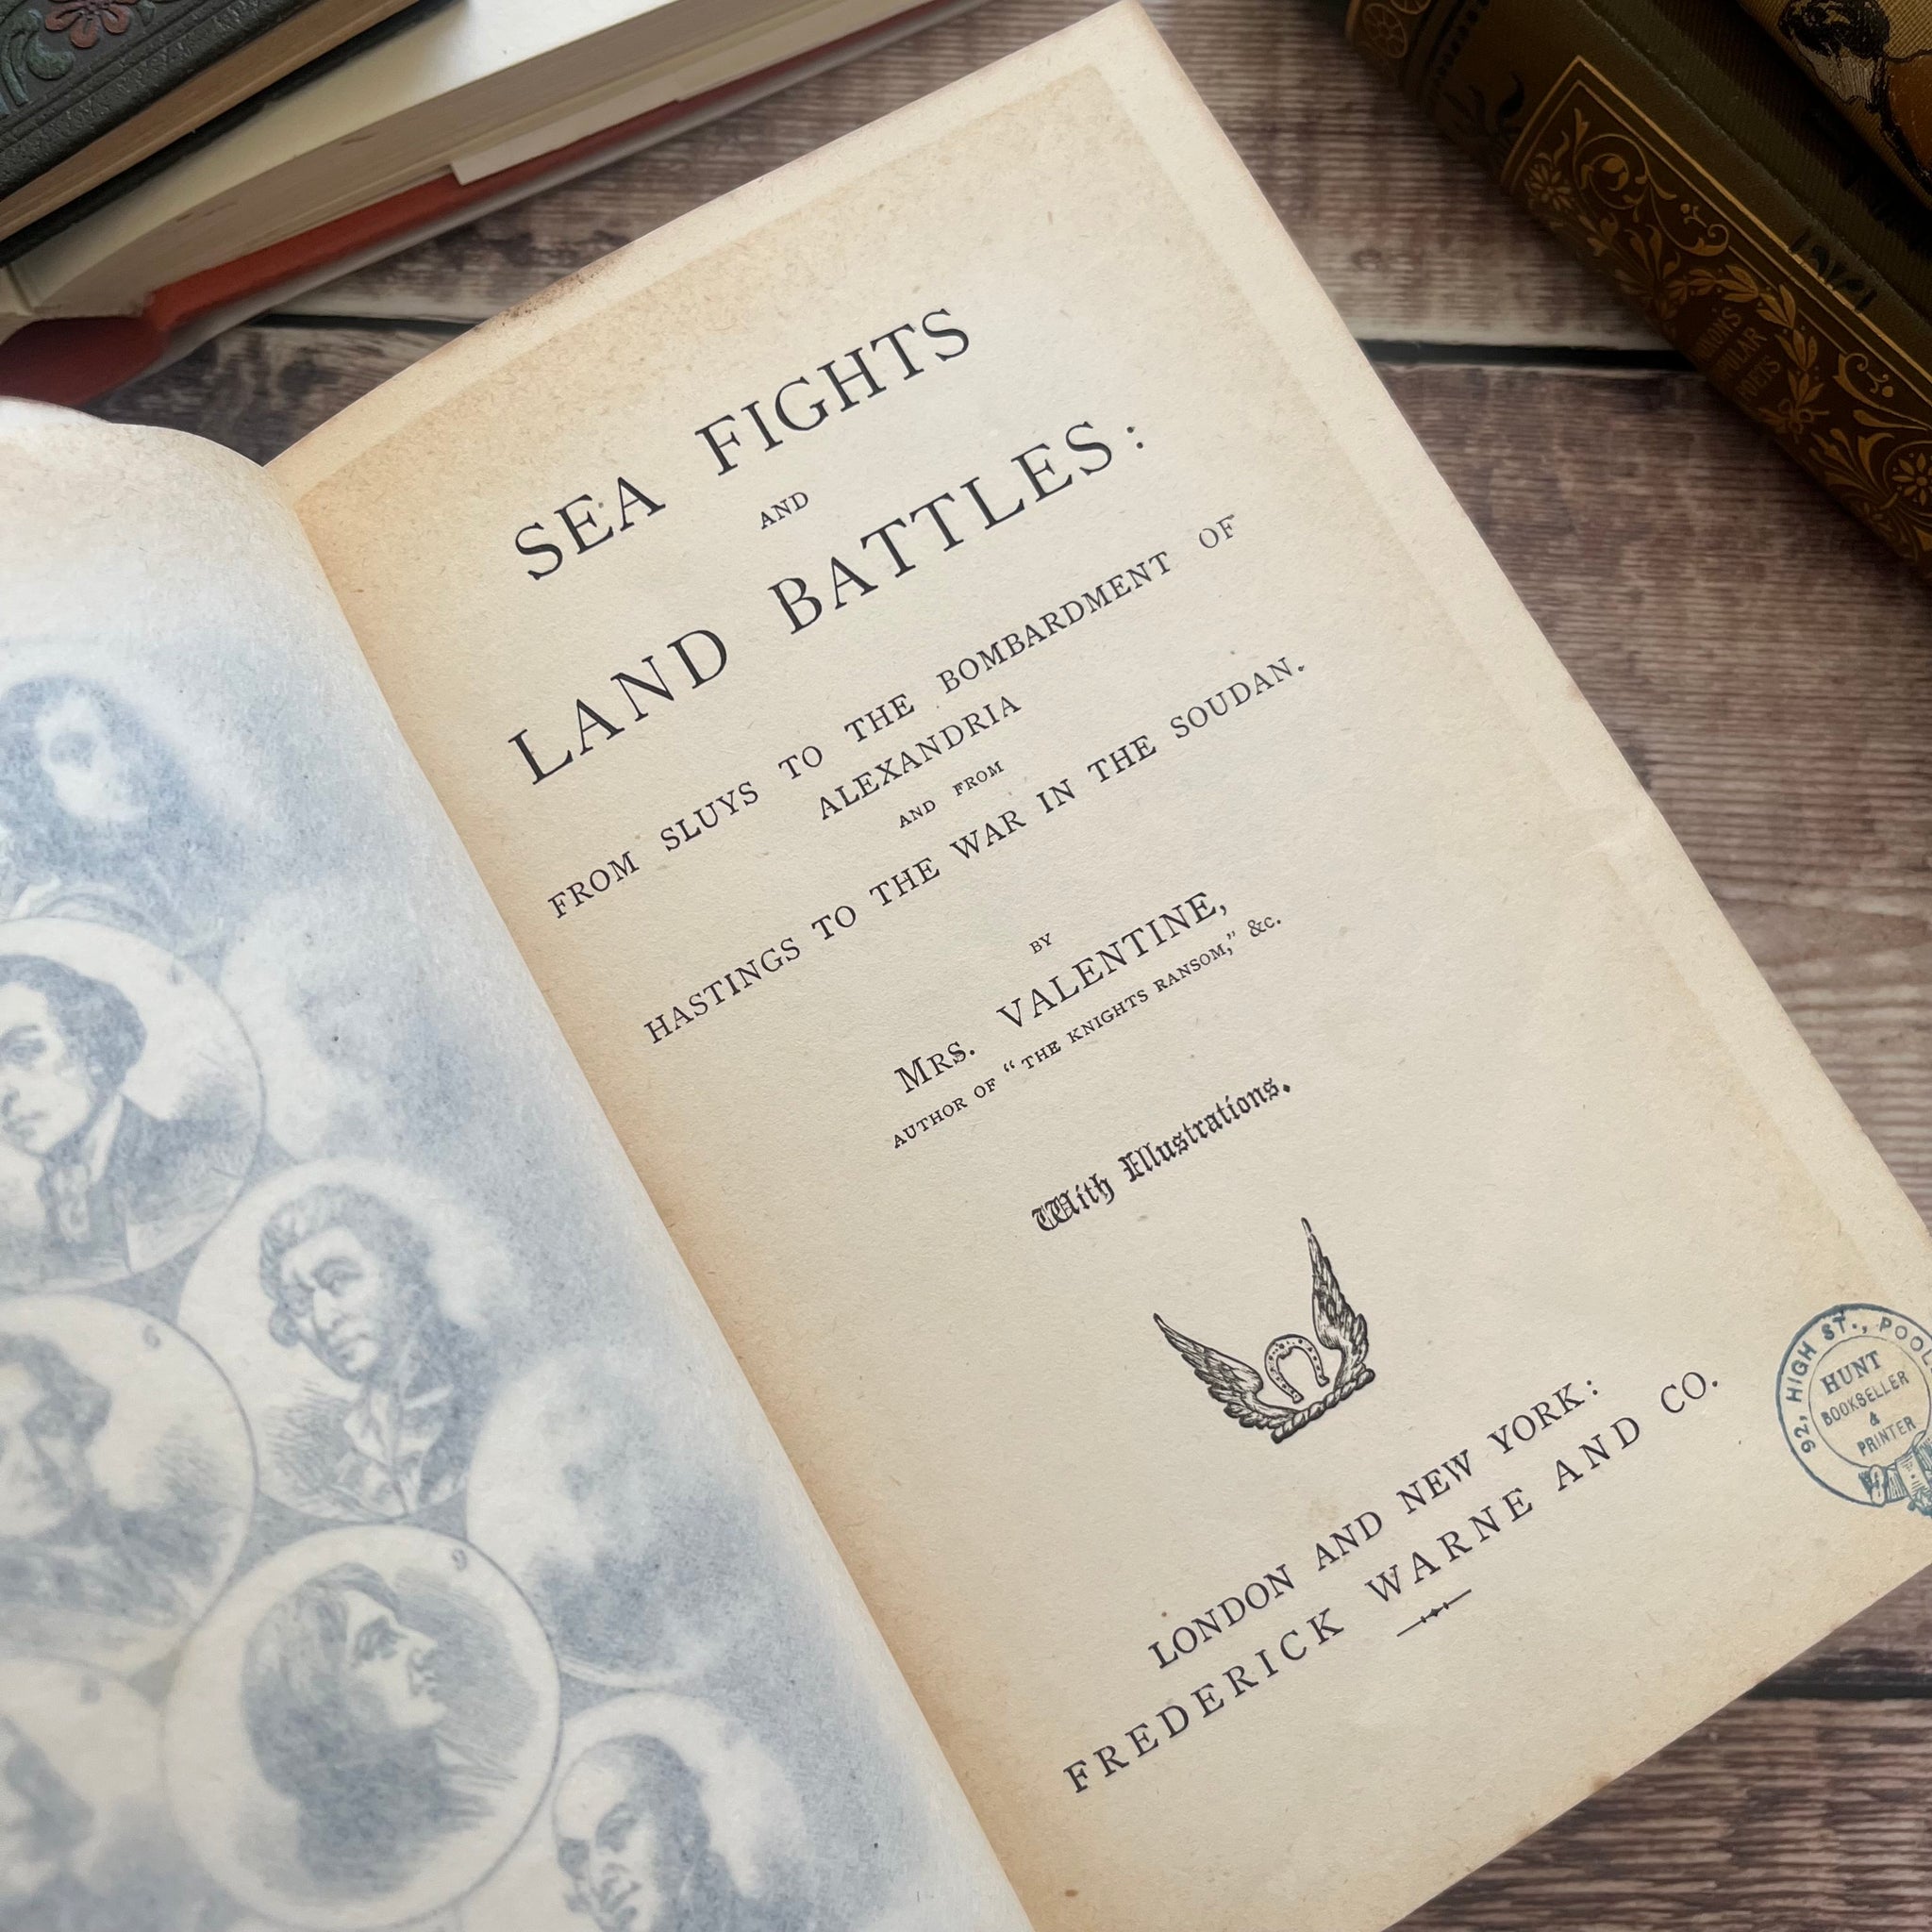 SEA FIGHTS
AND
LAND BATTLES:
FROM SLUYS TO THE BOMBARDMENT OF
ALEXANDRIA
AND FROM
HASTINGS TO THE WAR IN THE SOUDAN.
BY
MRS. VALENTINE,
AUTHOR OF "THE KNIGHTS RANSOM," &c.
With Illustrations.
LONDON AND NEW YORK:
FREDERICK WARNE AND CO.
92, HIGH ST., POOL
HUNT
BOOKSELLER
&
PRINTER
6
9